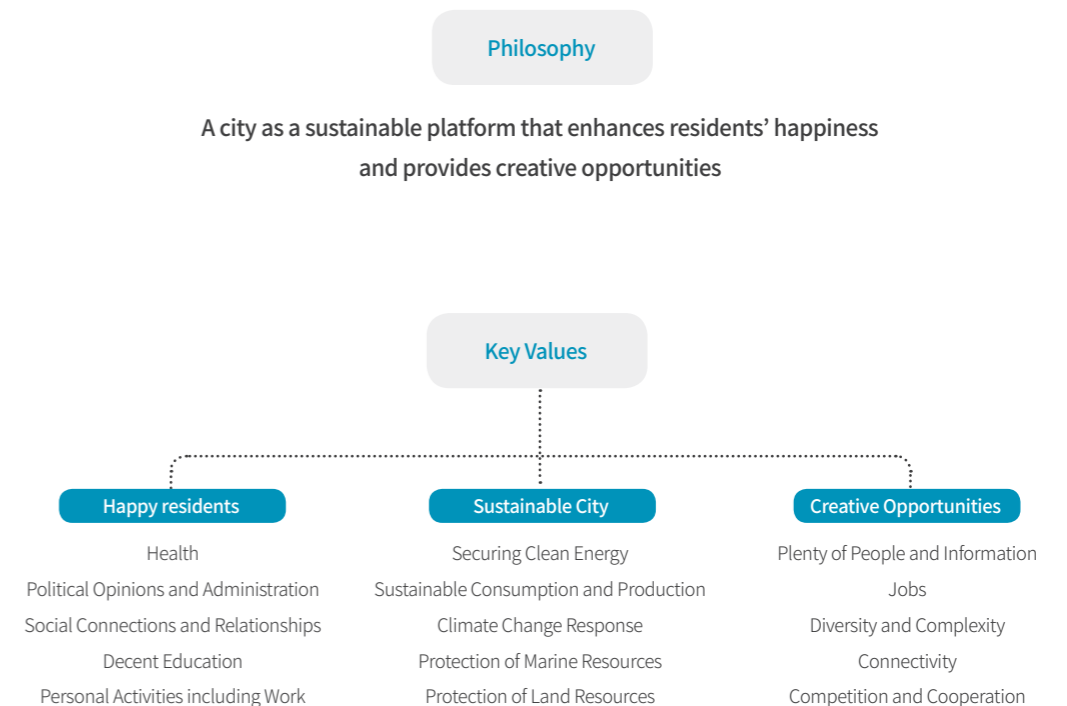 Philosophy
A city as a sustainable platform that enhances residents’ happiness
and provides creative opportunities
Key Values
Happy residents
Health
Political Opinions and Administration
Social Connections and Relationships
Decent Education
Personal Activities including Work
Sustainable City
Securing Clean Energy
Sustainable Consumption and Production
Climate Change Response
Protection of Marine Resources
Protection of Land Resources
Creative Opportunities
Plenty of People and Information
Jobs
Diversity and Complexity
Connectivity
Competition and Cooperation